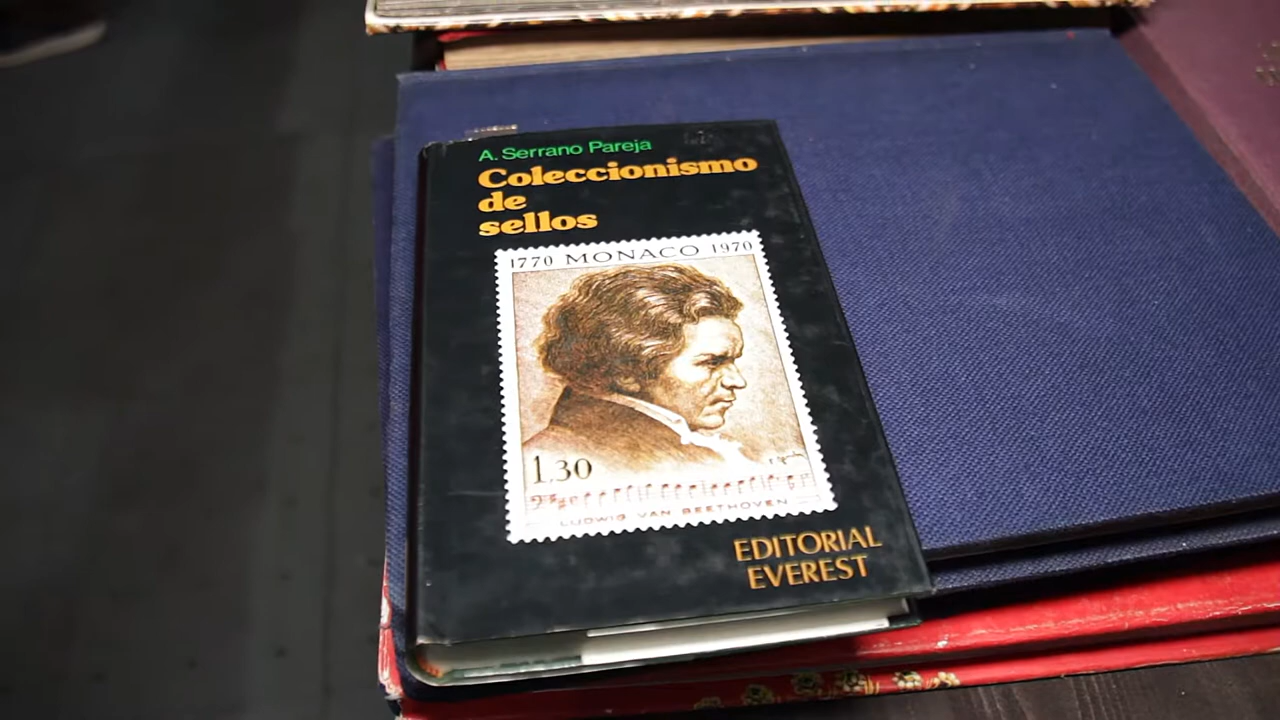 A. Serrano Pareja
Coleccionismo
de
sellos
1770 MONACO 1970
1.30
LUDWIG VAN BEETHOVEN
EDITORIAL
EVEREST